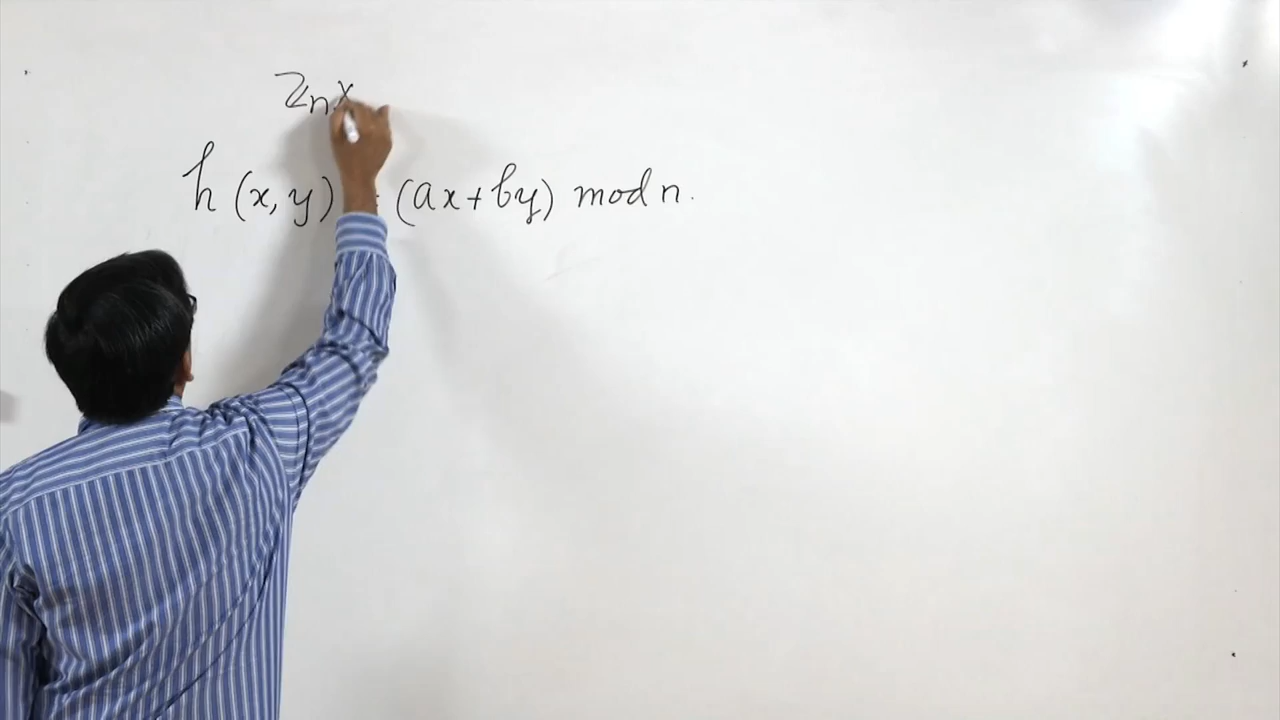 Zn x
h (x, y) = (ax + by) mod n.